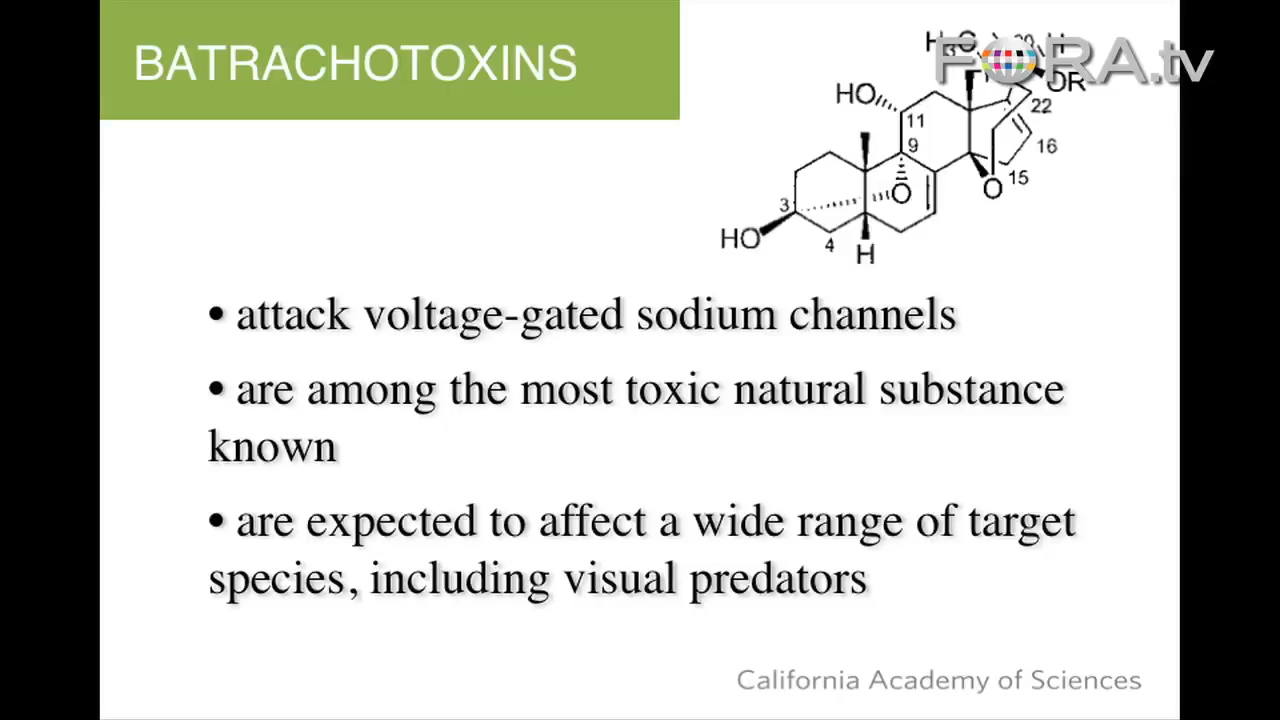 BATRACHOTOXINS
FORA.tv
H₃C
OR
22
HO
11
9
16
15
O
O
3
HO
4
H
• attack voltage-gated sodium channels
• are among the most toxic natural substance
known
• are expected to affect a wide range of target
species, including visual predators
California Academy of Sciences